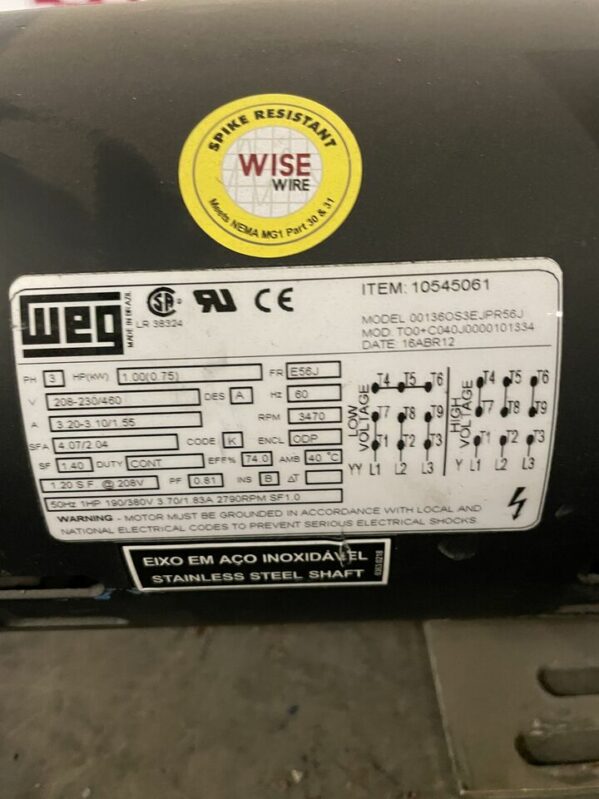 SPIKE RESISTANT
WISE
WIRE
Meets NEMA MG1 Part 30 & 31
WEG
MADE IN BRAZIL
LR 38324
CE
ITEM: 10545061
MODEL 00136OS3EJPR56J
MOD. TO0+C040J0000101334
DATE: 16ABR12
PH 3 HP(KW) 1.00(0.75) FR E56J
V 208-230/460 DES A Hz 60
A 3.20-3.10/1.55 RPM 3470
SFA 4.07/2.04 CODE K ENCL ODP
SF 1.40 DUTY CONT. EFF% 74.0 AMB 40 °C
1.20 S.F. @ 208V PF 0.81 INS B ΔT
50Hz 1HP 190/380V 3.70/1.83A 2790RPM SF1.0
LOW VOLTAGE
T4 T5 T6
T7 T8 T9
T1 T2 T3
YY L1 L2 L3
HIGH VOLTAGE
T4 T5 T6
T7 T8 T9
T1 T2 T3
Y L1 L2 L3
WARNING - MOTOR MUST BE GROUNDED IN ACCORDANCE WITH LOCAL AND
NATIONAL ELECTRICAL CODES TO PREVENT SERIOUS ELECTRICAL SHOCKS.
EIXO EM AÇO INOXIDÁVEL
STAINLESS STEEL SHAFT